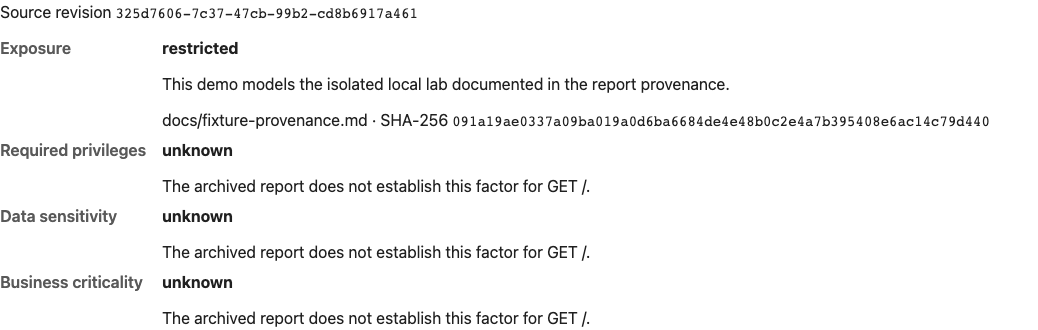 Source revision 325d7606-7c37-47cb-99b2-cd8b6917a461
Exposure restricted
This demo models the isolated local lab documented in the report provenance.
docs/fixture-provenance.md · SHA-256 091a19ae0337a09ba019a0d6ba6684de4e48b0c2e4a7b395408e6ac14c79d440
Required privileges unknown
The archived report does not establish this factor for GET /.
Data sensitivity unknown
The archived report does not establish this factor for GET /.
Business criticality unknown
The archived report does not establish this factor for GET /.